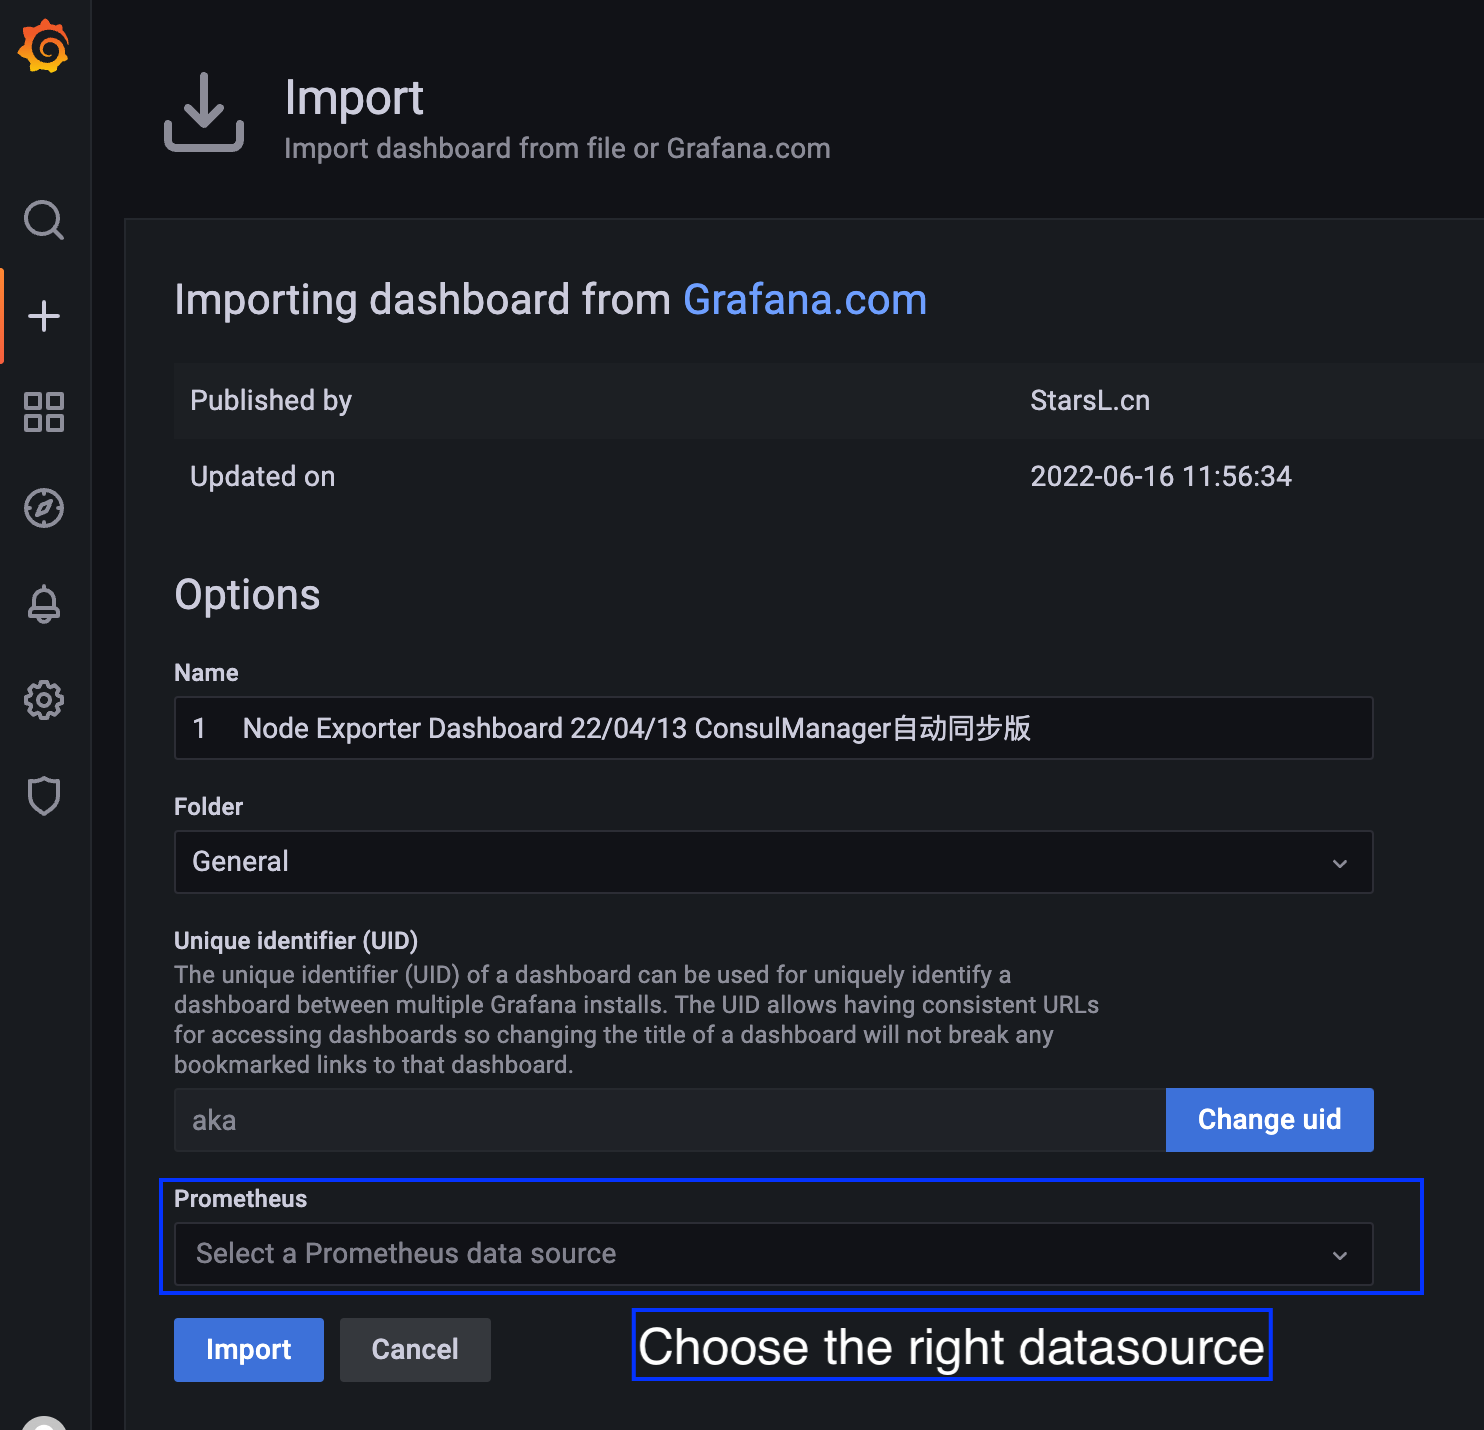 Import
Import dashboard from file or Grafana.com
Importing dashboard from Grafana.com
Published by StarsL.cn
Updated on 2022-06-16 11:56:34
Options
Name
1 Node Exporter Dashboard 22/04/13 ConsulManager自动同步版
Folder
General
Unique identifier (UID)
The unique identifier (UID) of a dashboard can be used for uniquely identify a
dashboard between multiple Grafana installs. The UID allows having consistent URLs
for accessing dashboards so changing the title of a dashboard will not break any
bookmarked links to that dashboard.
aka Change uid
Prometheus
Select a Prometheus data source
Import Cancel Choose the right datasource